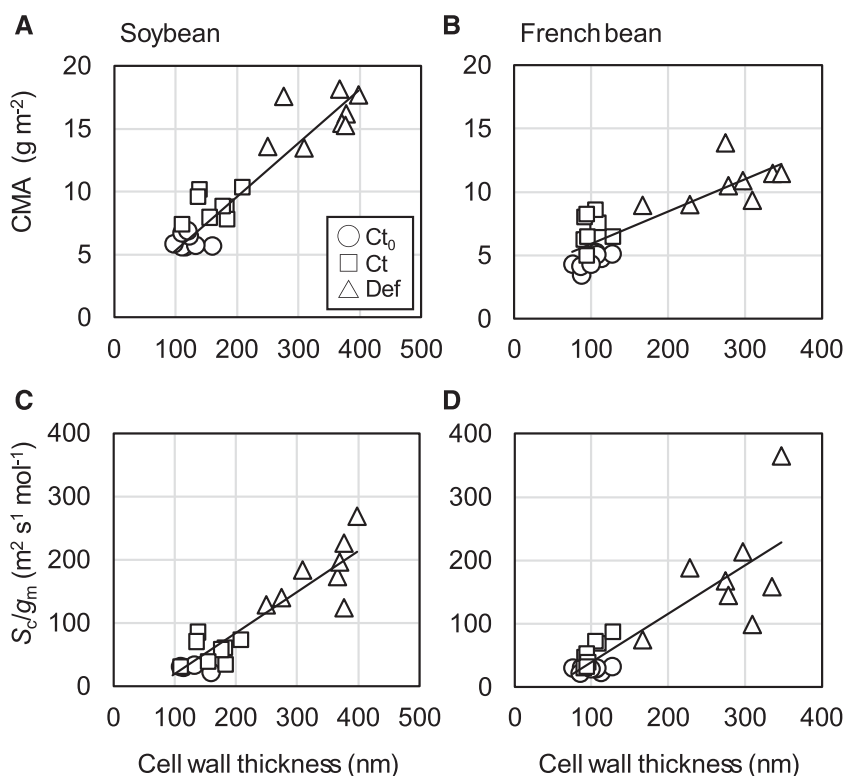 A
Soybean
CMA (g m-2)
20
15
10
5
0
0 100 200 300 400 500
Ct0
Ct
Def
B
French bean
20
15
10
5
0
0 100 200 300 400
C
Sc/gm (m2 s1 mol-1)
400
300
200
100
0
0 100 200 300 400 500
Cell wall thickness (nm)
D
400
300
200
100
0
0 100 200 300 400
Cell wall thickness (nm)